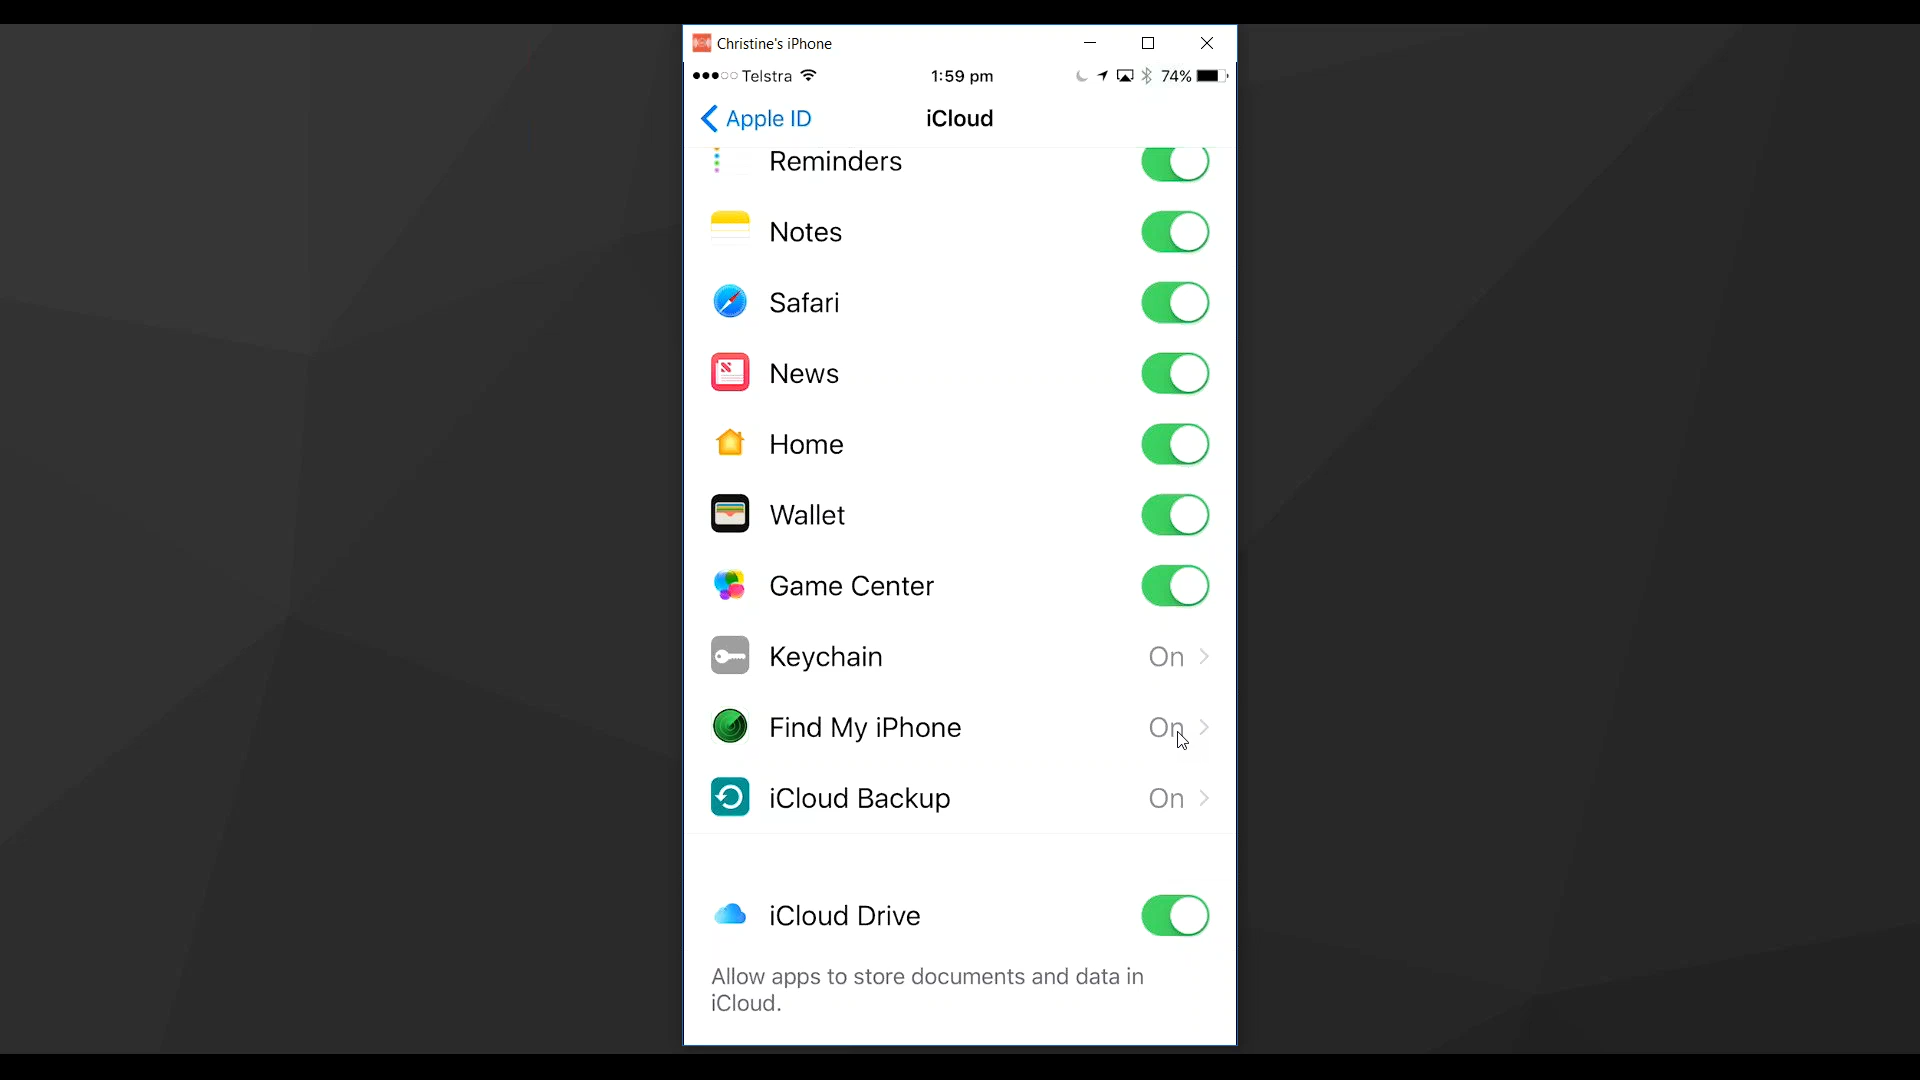 Christine's iPhone
Telstra 1:59 pm 74%
Apple ID iCloud
Reminders
Notes
Safari
News
Home
Wallet
Game Center
Keychain On
Find My iPhone On
iCloud Backup On
iCloud Drive
Allow apps to store documents and data in
iCloud.